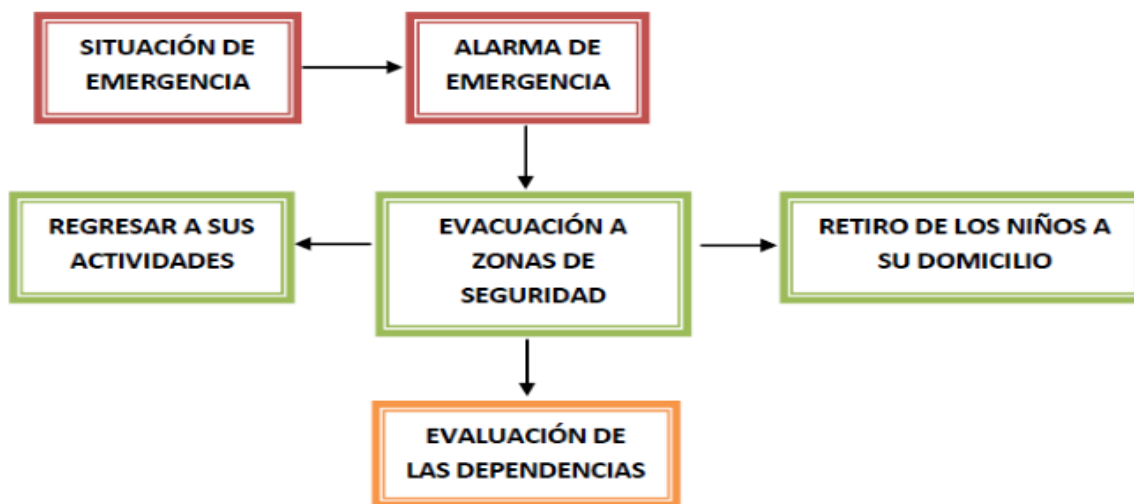 SITUACIÓN DE
EMERGENCIA
ALARMA DE
EMERGENCIA
REGRESAR A SUS
ACTIVIDADES
EVACUACIÓN A
ZONAS DE
SEGURIDAD
RETIRO DE LOS NIÑOS A
SU DOMICILIO
EVALUACIÓN DE
LAS DEPENDENCIAS